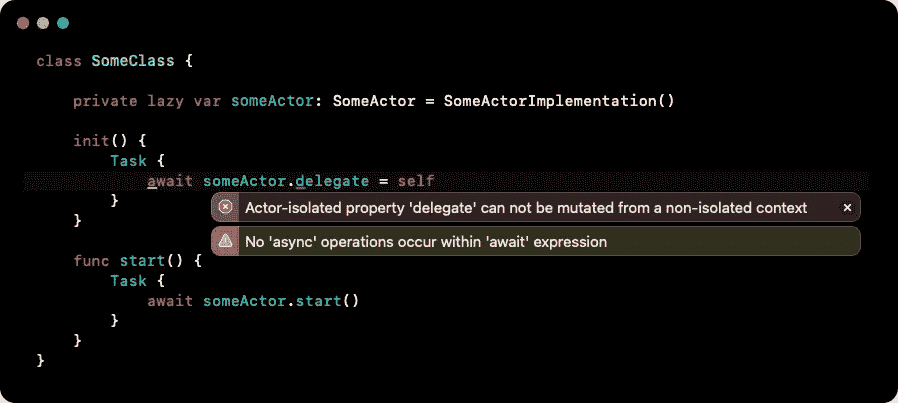 class SomeClass {
    private lazy var someActor: SomeActor = SomeActorImplementation()
    init() {
        Task {
            await someActor.delegate = self
        }
Actor-isolated property 'delegate' can not be mutated from a non-isolated context
    }
No 'async' operations occur within 'await' expression
    func start() {
        Task {
            await someActor.start()
        }
    }
}